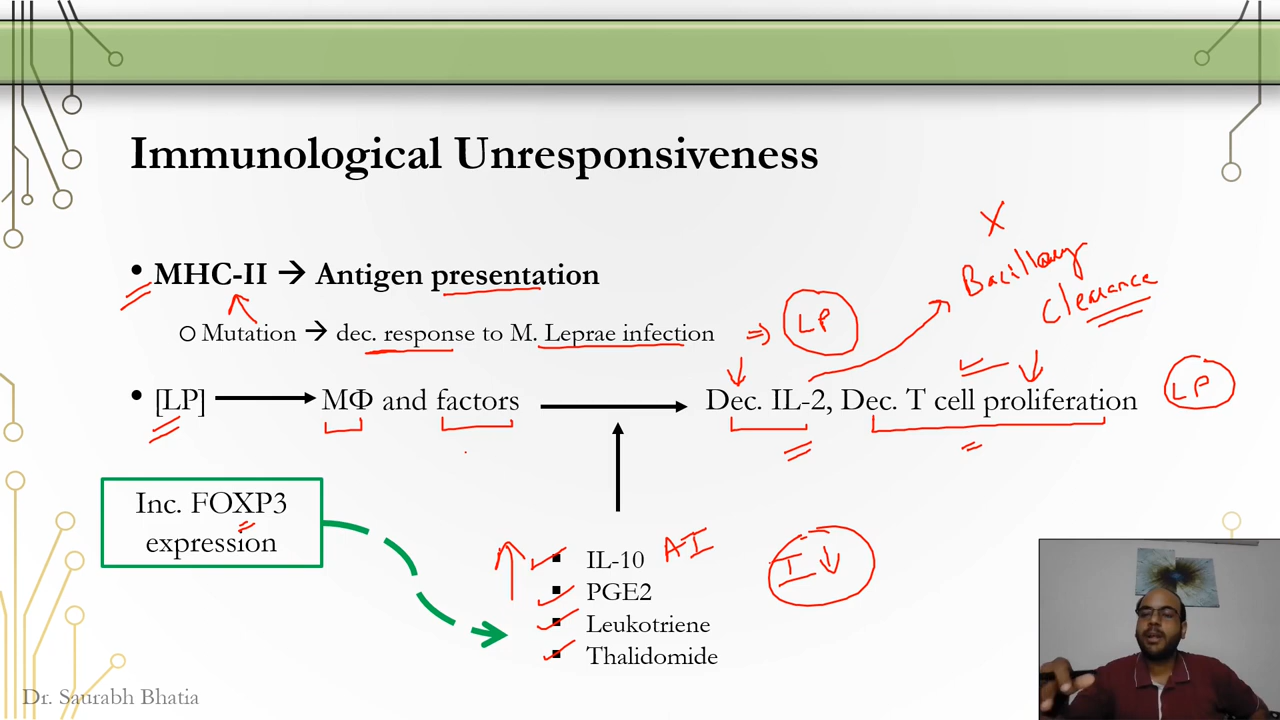 Immunological Unresponsiveness
X
Bacillary
Clearance
• MHC-II → Antigen presentation
○ Mutation → dec. response to M. Leprae infection ⇒ LP
• [LP] → MΦ and factors → Dec. IL-2, Dec. T cell proliferation LP
Inc. FOXP3
expression
↑
▪ IL-10 A-I
▪ PGE2
▪ Leukotriene
▪ Thalidomide
I ↓
Dr. Saurabh Bhatia